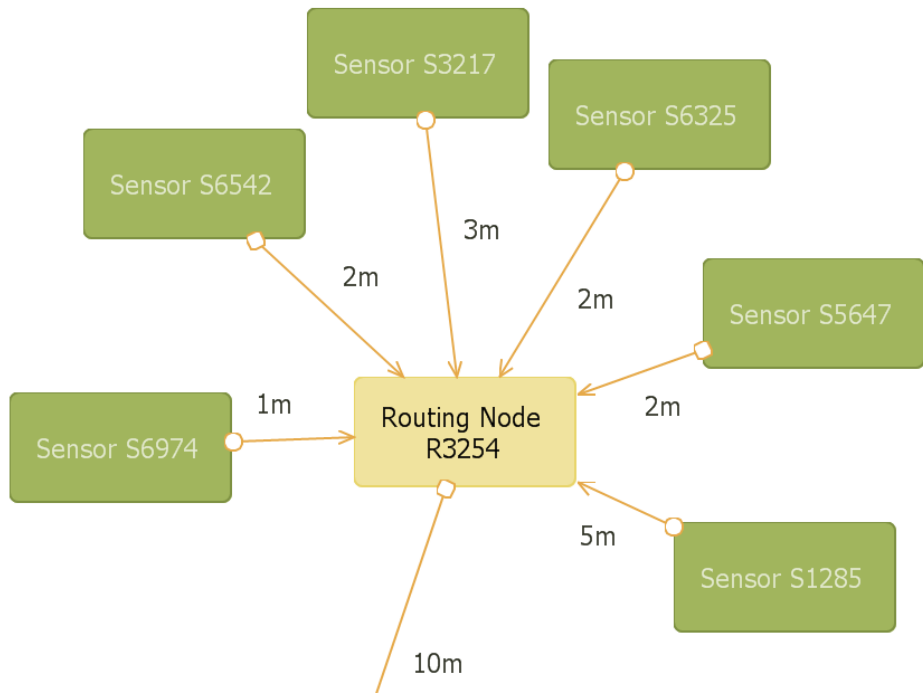 Sensor S3217
Sensor S6325
Sensor S6542
3m
2m
2m
Sensor S5647
1m
2m
Routing Node
R3254
Sensor S6974
5m
Sensor S1285
10m